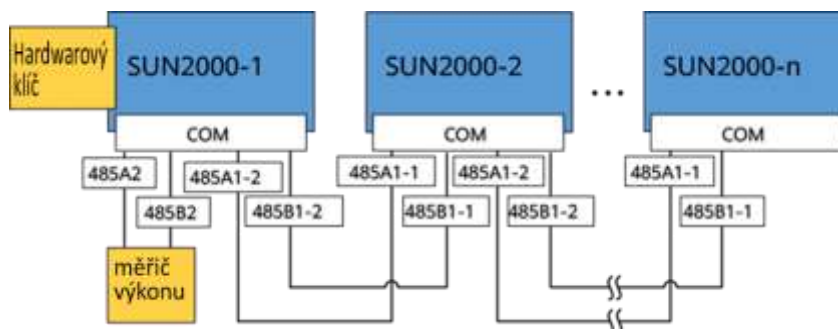 Hardwarový
klíč
SUN2000-1
SUN2000-2
...
SUN2000-n
COM
COM
COM
485A2
485A1-2
485A1-1
485A1-2
485A1-1
485B2
485B1-2
485B1-1
485B1-2
485B1-1
měřič
výkonu